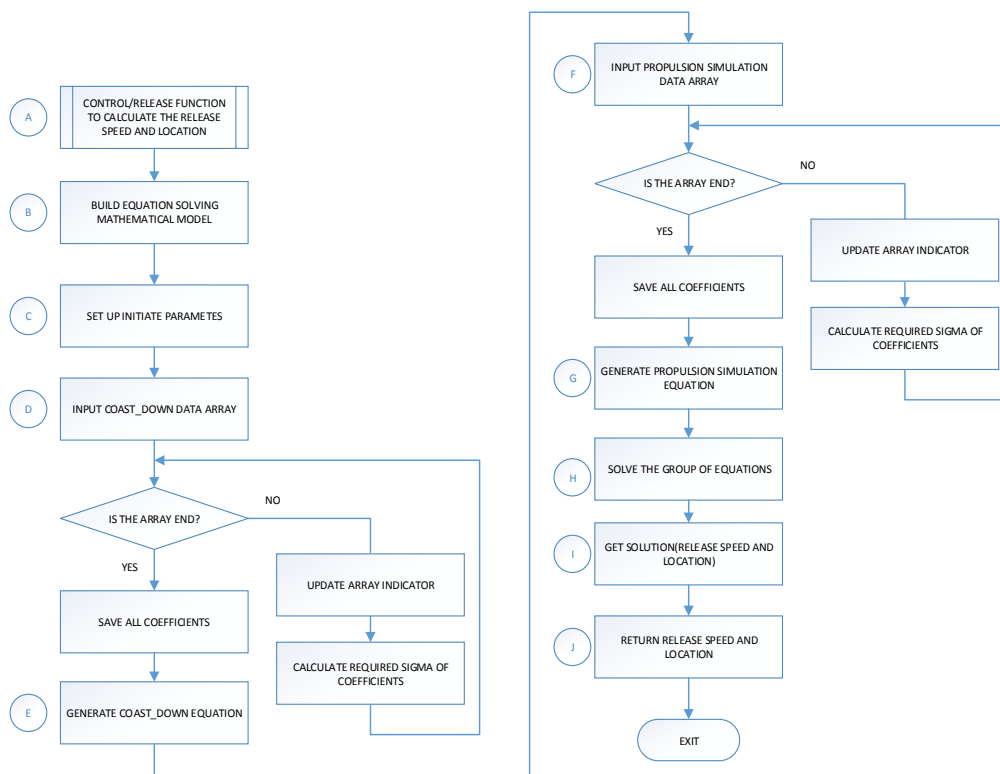 A
CONTROL/RELEASE FUNCTION
TO CALCULATE THE RELEASE
SPEED AND LOCATION
B
BUILD EQUATION SOLVING
MATHEMATICAL MODEL
C
SET UP INITIATE PARAMETES
D
INPUT COAST_DOWN DATA ARRAY
IS THE ARRAY END?
NO
YES
UPDATE ARRAY INDICATOR
SAVE ALL COEFFICIENTS
CALCULATE REQUIRED SIGMA OF
COEFFICIENTS
E
GENERATE COAST_DOWN EQUATION
F
INPUT PROPULSION SIMULATION
DATA ARRAY
IS THE ARRAY END?
NO
YES
UPDATE ARRAY INDICATOR
SAVE ALL COEFFICIENTS
CALCULATE REQUIRED SIGMA OF
COEFFICIENTS
G
GENERATE PROPULSION SIMULATION
EQUATION
H
SOLVE THE GROUP OF EQUATIONS
I
GET SOLUTION(RELEASE SPEED AND
LOCATION)
J
RETURN RELEASE SPEED AND
LOCATION
EXIT